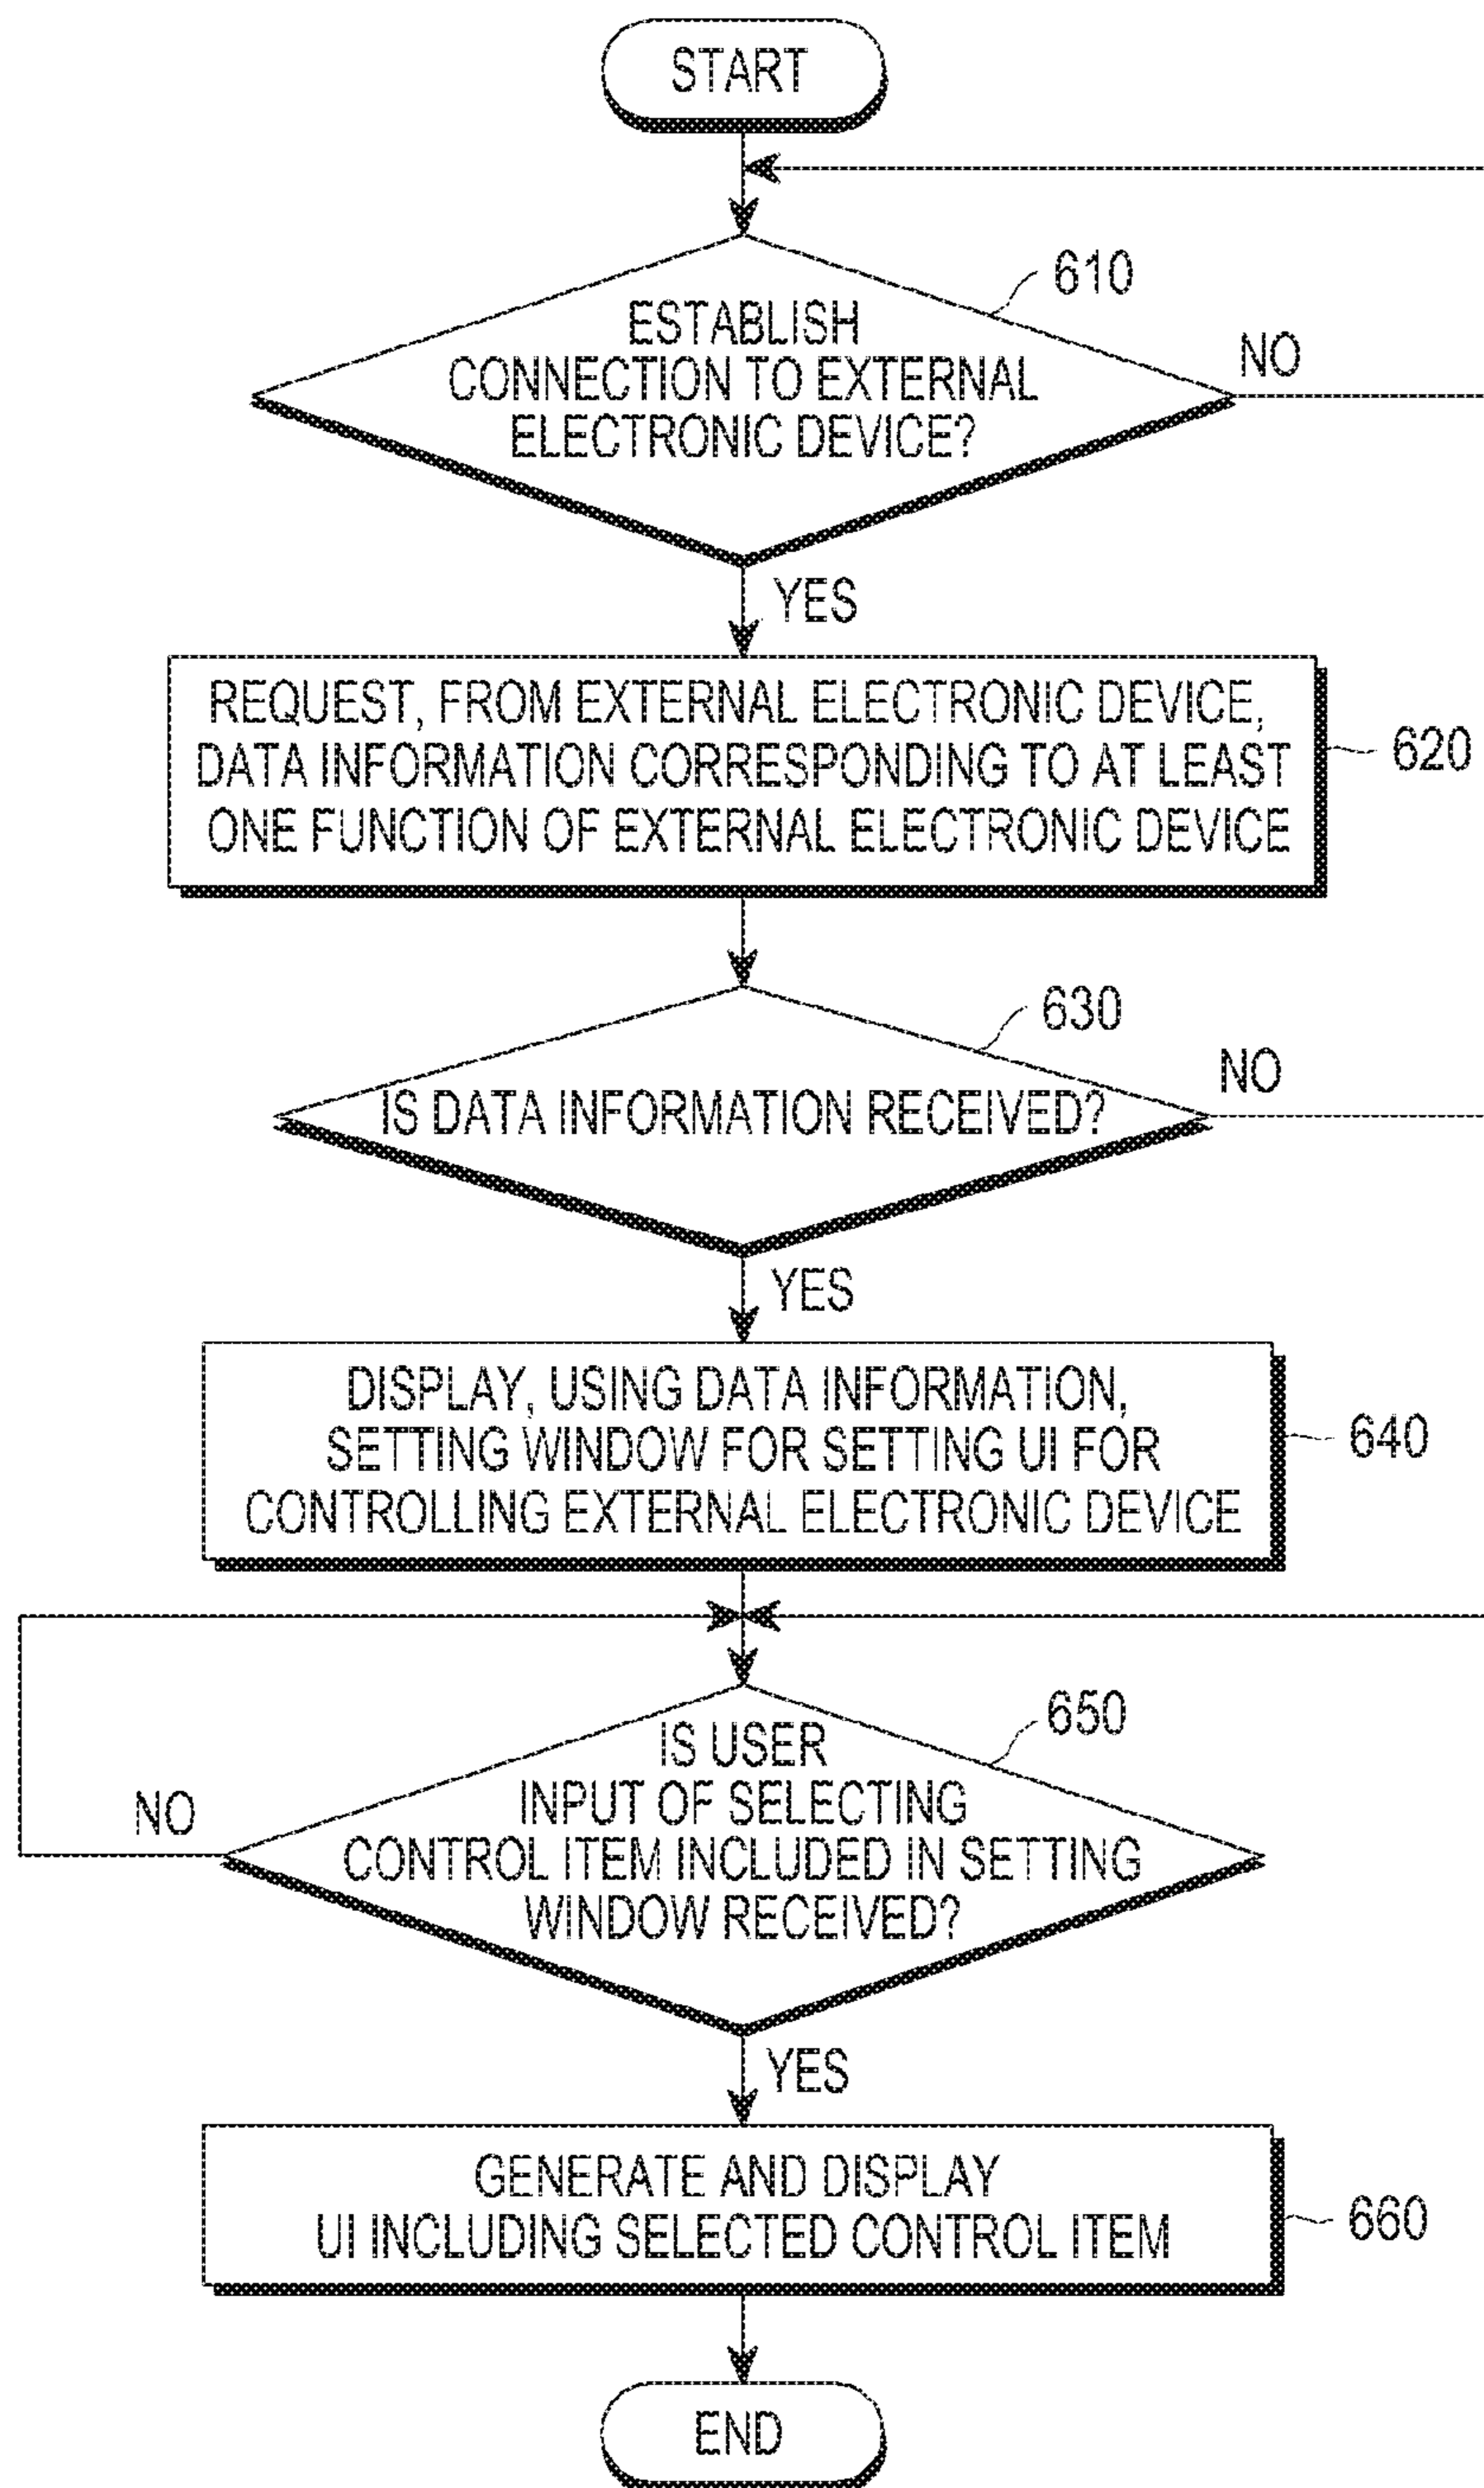 START
610
ESTABLISH
CONNECTION TO EXTERNAL
ELECTRONIC DEVICE?
NO
YES
REQUEST, FROM EXTERNAL ELECTRONIC DEVICE,
DATA INFORMATION CORRESPONDING TO AT LEAST
ONE FUNCTION OF EXTERNAL ELECTRONIC DEVICE
620
630
IS DATA INFORMATION RECEIVED?
NO
YES
DISPLAY, USING DATA INFORMATION,
SETTING WINDOW FOR SETTING UI FOR
CONTROLLING EXTERNAL ELECTRONIC DEVICE
640
650
IS USER
INPUT OF SELECTING
CONTROL ITEM INCLUDED IN SETTING
WINDOW RECEIVED?
NO
YES
GENERATE AND DISPLAY
UI INCLUDING SELECTED CONTROL ITEM
660
END